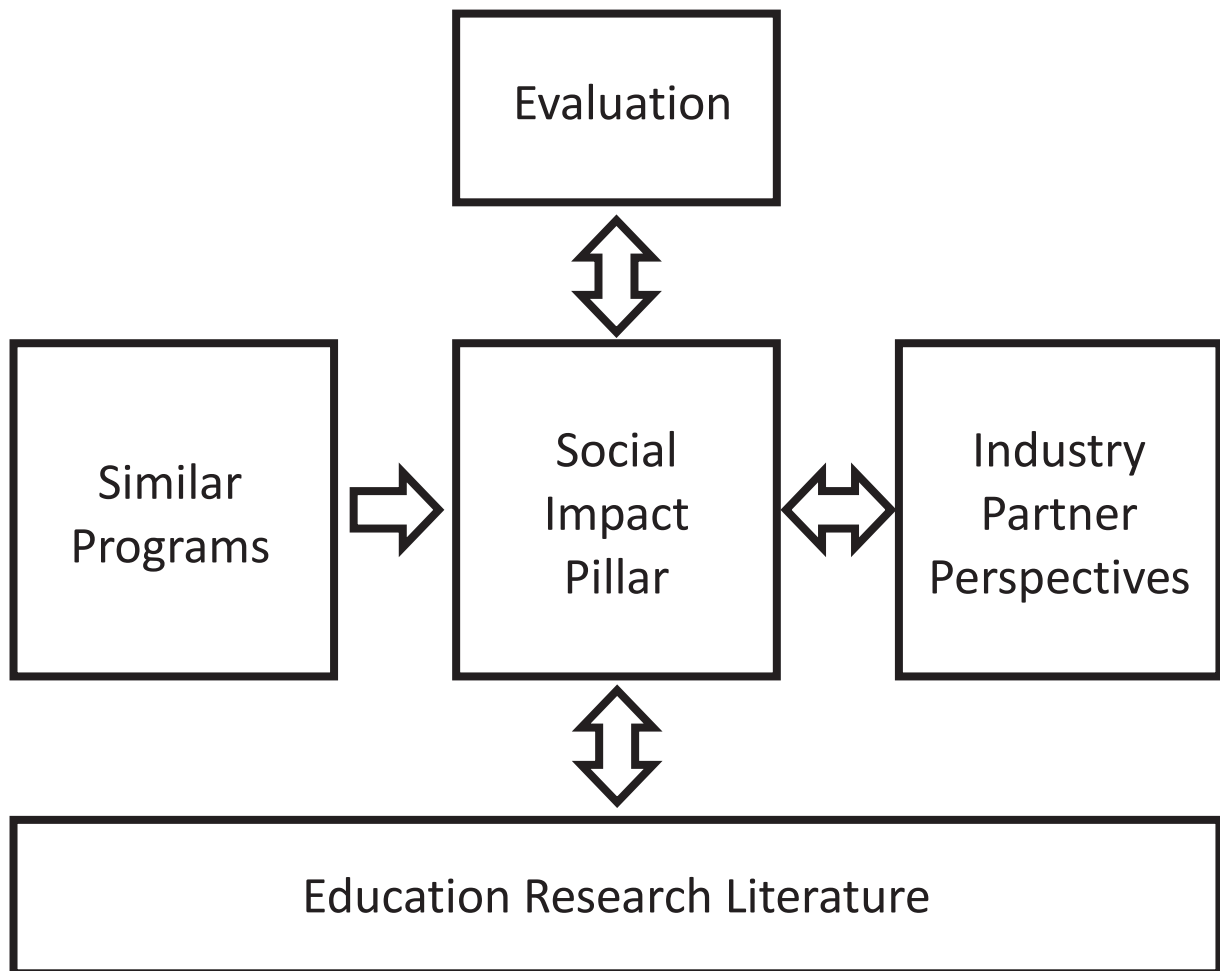 Evaluation
Similar
Programs
Social
Impact
Pillar
Industry
Partner
Perspectives
Education Research Literature